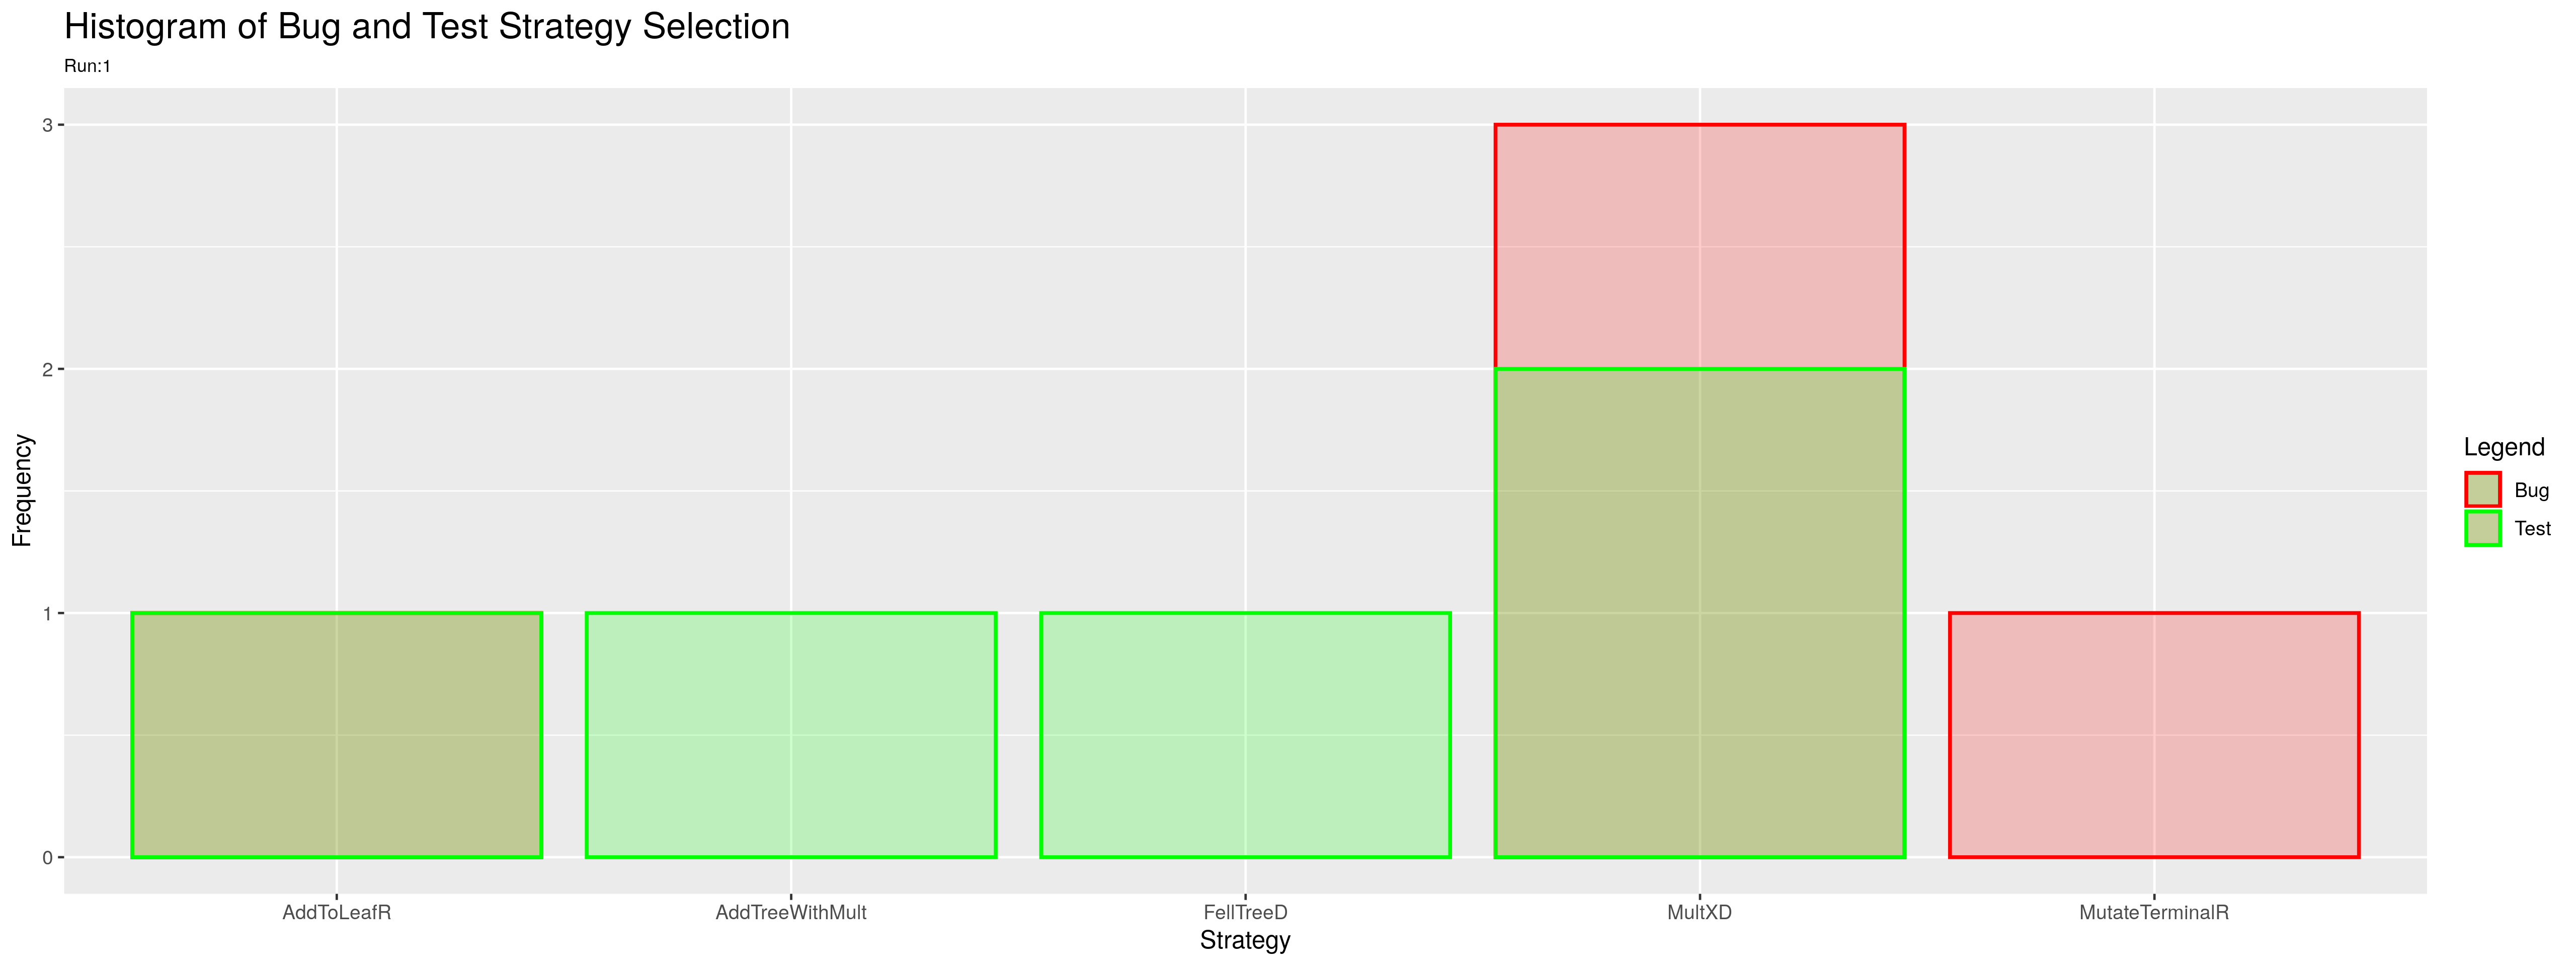 Histogram of Bug and Test Strategy Selection
Run:1
3
2
1
0
Frequency
AddToLeafR
AddTreeWithMult
FellTreeD
MultXD
MutateTerminalR
Strategy
Legend
Bug
Test